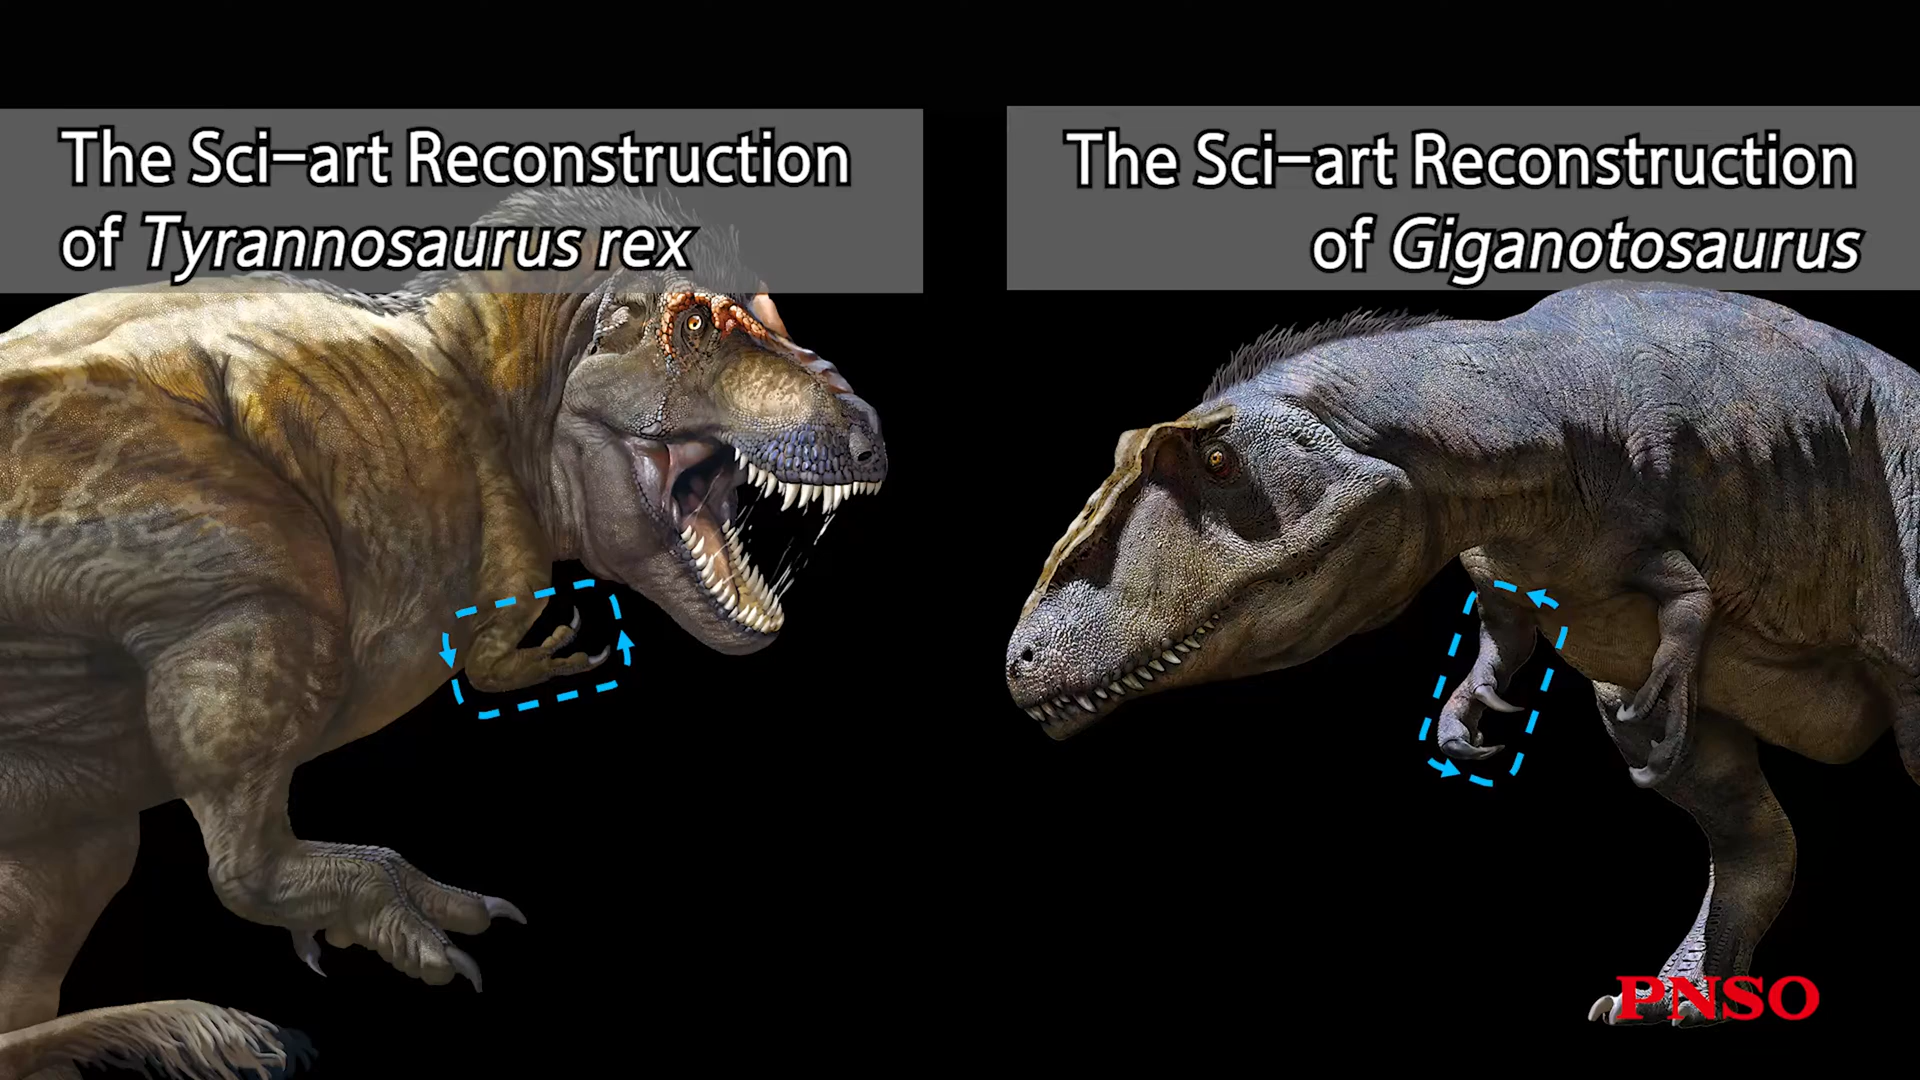 The Sci-art Reconstruction
of Tyrannosaurus rex
The Sci-art Reconstruction
of Giganotosaurus
PNSO